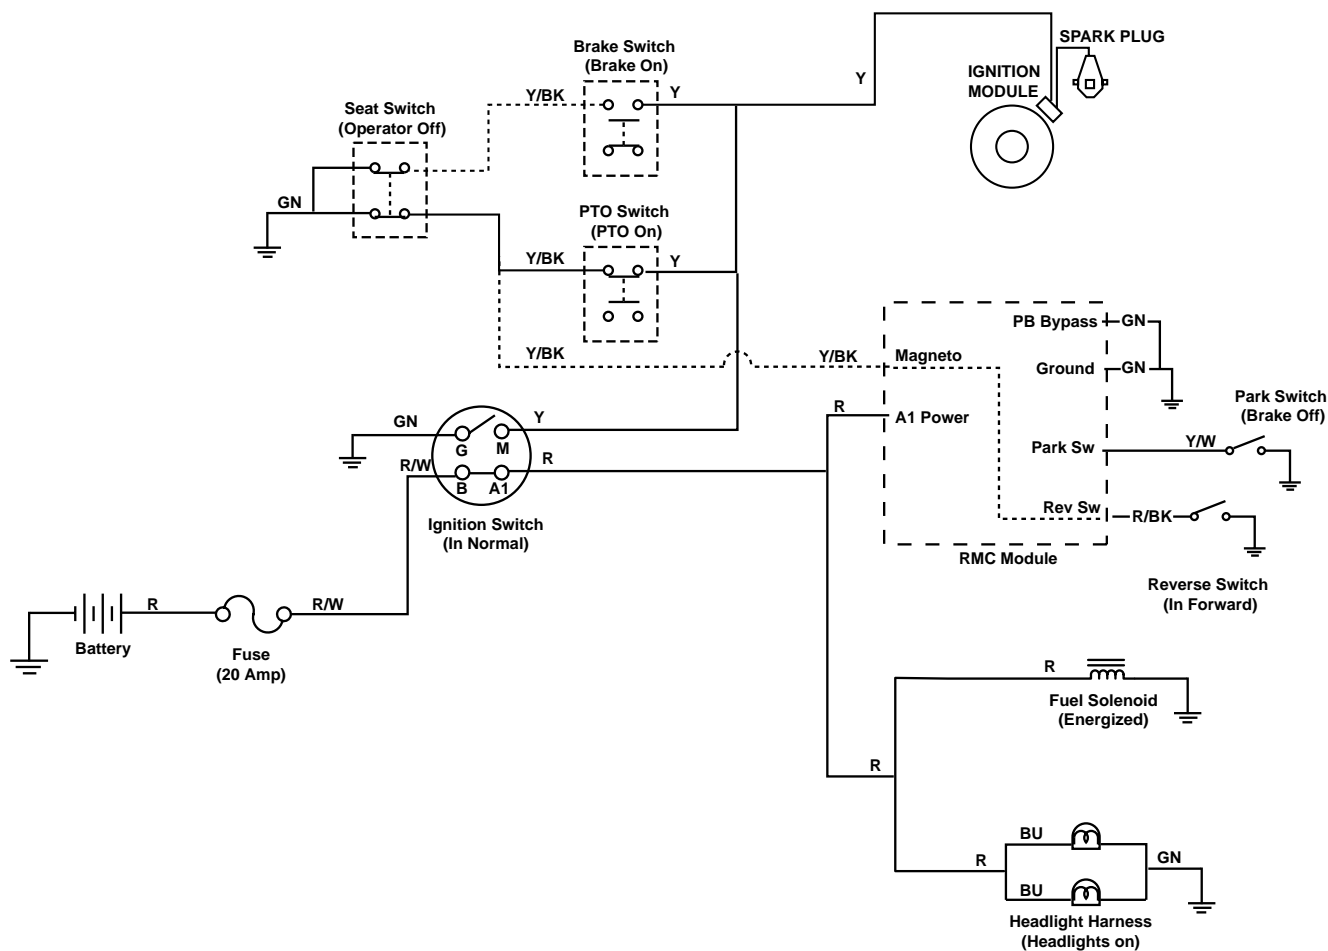 Brake Switch
(Brake On)
SPARK PLUG
IGNITION
MODULE
Y
Y/BK
Y
Seat Switch
(Operator Off)
GN
PTO Switch
(PTO On)
Y/BK
Y
PB Bypass
GN
Y/BK
Y/BK
Magneto
Ground
GN
Park Switch
(Brake Off)
R
A1 Power
GN
Y
G
M
Park Sw
Y/W
R/W
R
B
A1
Rev Sw
R/BK
Ignition Switch
(In Normal)
RMC Module
Reverse Switch
(In Forward)
R
R/W
Battery
Fuse
(20 Amp)
R
Fuel Solenoid
(Energized)
R
BU
R
GN
BU
Headlight Harness
(Headlights on)